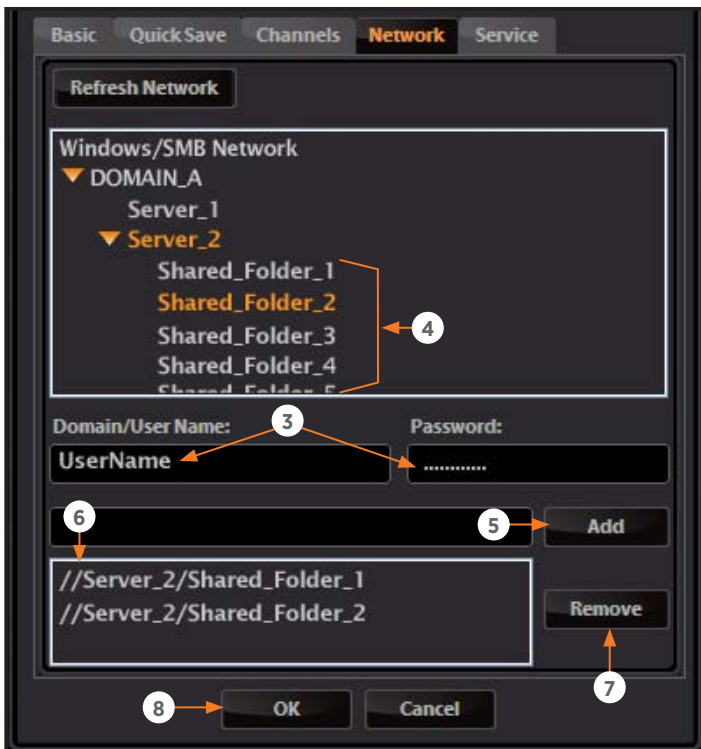 Basic Quick Save Channels Network Service
Refresh Network
Windows/SMB Network
DOMAIN_A
Server_1
Server_2
Shared_Folder_1
Shared_Folder_2
4
Shared_Folder_3
Shared_Folder_4
Shared_Folder_5
Domain/User Name: 3 Password:
UserName ............
6
5 Add
//Server_2/Shared_Folder_1
//Server_2/Shared_Folder_2
Remove
7
8 OK Cancel